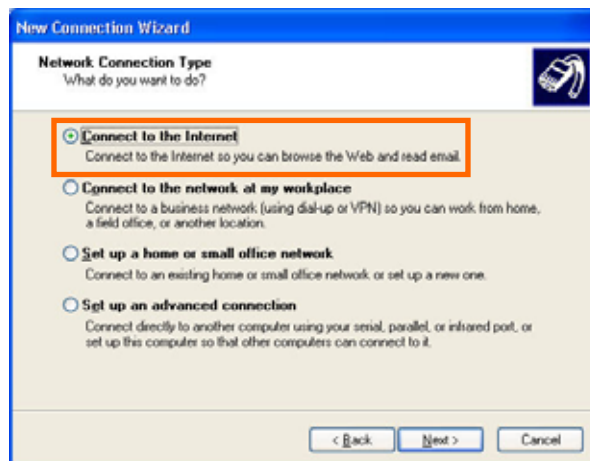 New Connection Wizard
Network Connection Type
What do you want to do?
Connect to the Internet
Connect to the Internet so you can browse the Web and read email.
Connect to the network at my workplace
Connect to a business network (using dial-up or VPN) so you can work from home,
a field office, or another location.
Set up a home or small office network
Connect to an existing home or small office network or set up a new one.
Set up an advanced connection
Connect directly to another computer using your serial, parallel, or infrared port, or
set up this computer so that other computers can connect to it.
< Back Next > Cancel